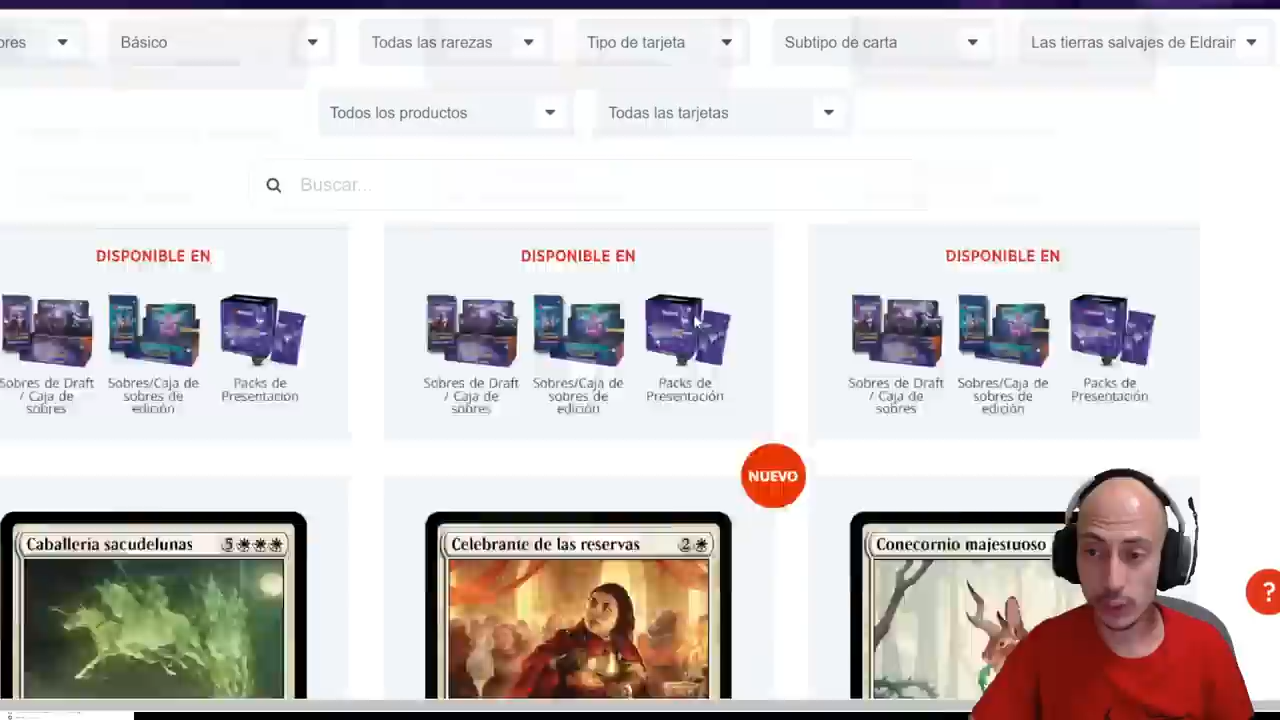 ores
Básico
Todas las rarezas
Tipo de tarjeta
Subtipo de carta
Las tierras salvajes de Eldrain
Todos los productos
Todas las tarjetas
Buscar...
DISPONIBLE EN
DISPONIBLE EN
DISPONIBLE EN
Sobres de Draft
/ Caja de
sobres
Sobres/Caja de
sobres de
edición
Packs de
Presentación
Sobres de Draft
/ Caja de
sobres
Sobres/Caja de
sobres de
edición
Packs de
Presentación
Sobres de Draft
/ Caja de
sobres
Sobres/Caja de
sobres de
edición
Packs de
Presentación
NUEVO
Caballería sacudelunas 5
Celebrante de las reservas 2
Conecornio majestuoso
?